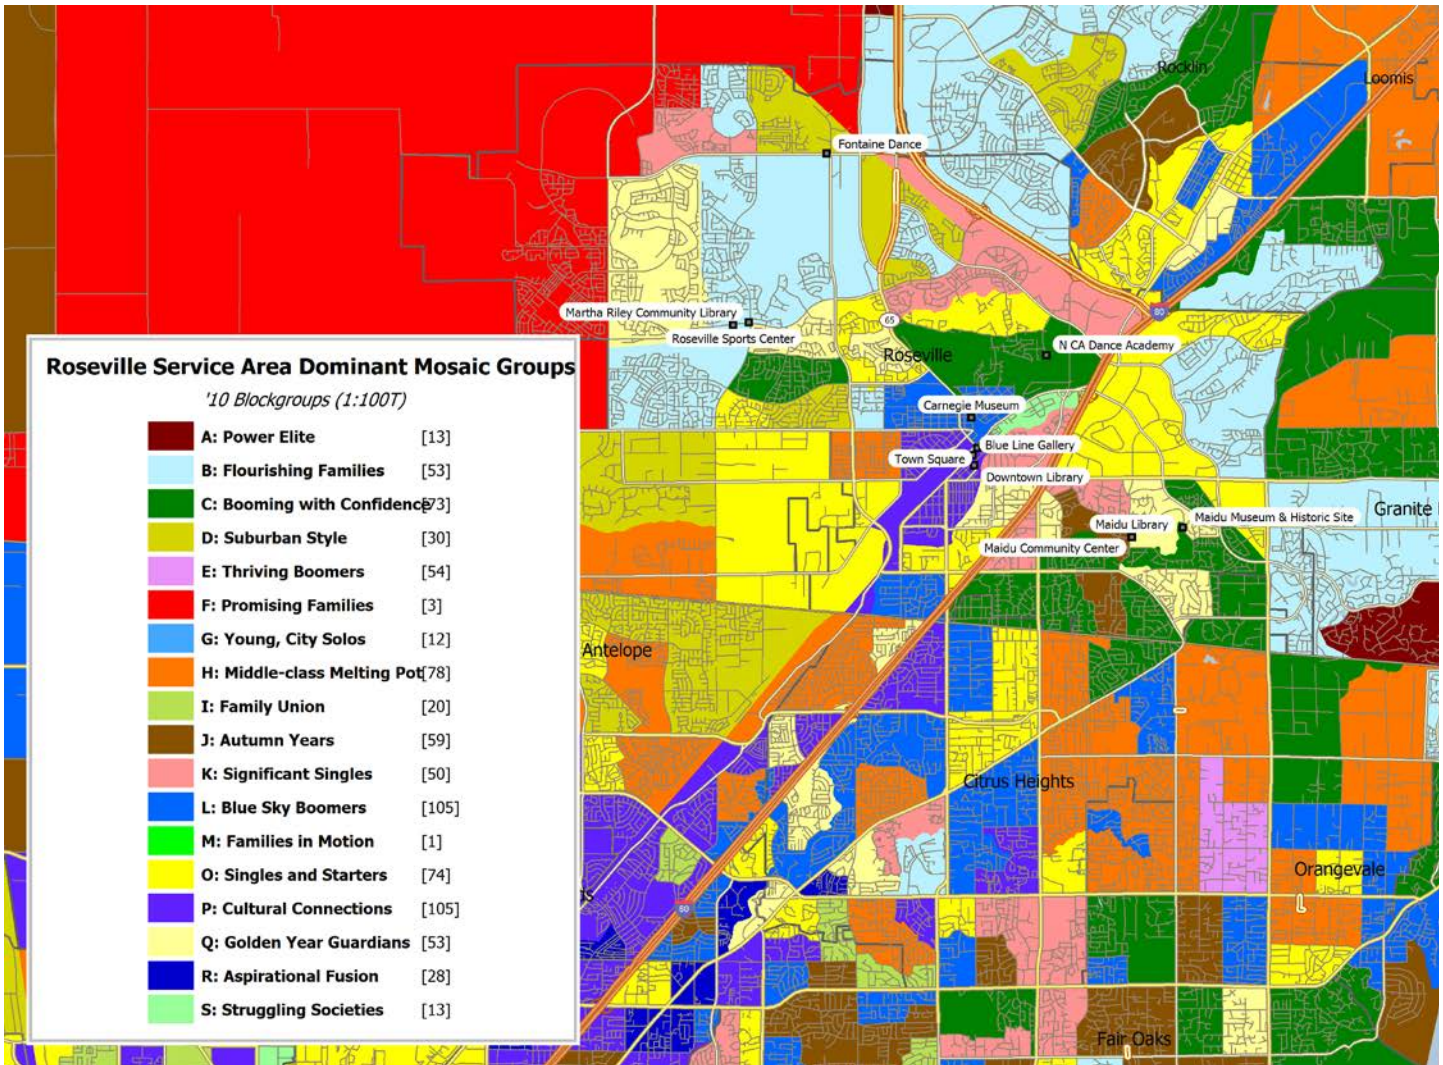 Rocklin
Loomis
Fontaine Dance
Martha Riley Community Library
Roseville Sports Center
65
80
Roseville
N CA Dance Academy
Carnegie Museum
Blue Line Gallery
Town Square
Downtown Library
Granite
Maidu Library
Maidu Museum & Historic Site
Maidu Community Center
Antelope
Citrus Heights
Orangevale
80
Fair Oaks
Roseville Service Area Dominant Mosaic Groups
'10 Blockgroups (1:100T)
A: Power Elite [13]
B: Flourishing Families [53]
C: Booming with Confidence [73]
D: Suburban Style [30]
E: Thriving Boomers [54]
F: Promising Families [3]
G: Young, City Solos [12]
H: Middle-class Melting Pot [78]
I: Family Union [20]
J: Autumn Years [59]
K: Significant Singles [50]
L: Blue Sky Boomers [105]
M: Families in Motion [1]
O: Singles and Starters [74]
P: Cultural Connections [105]
Q: Golden Year Guardians [53]
R: Aspirational Fusion [28]
S: Struggling Societies [13]